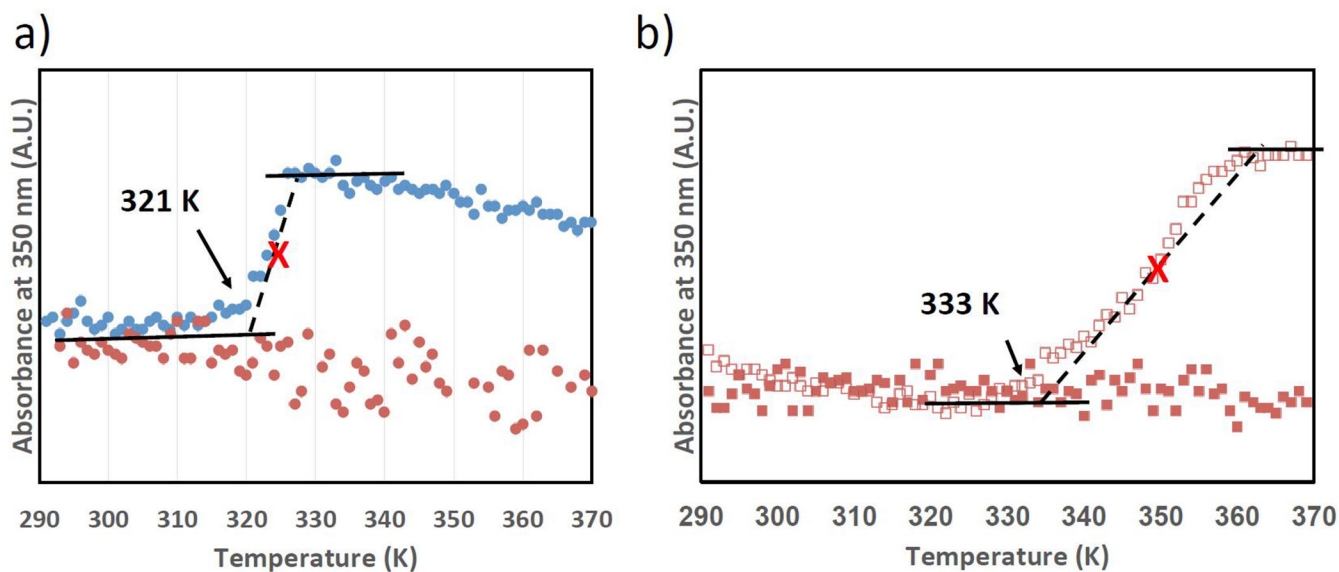 a)
Absorbance at 350 nm (A.U.)
321 K
X
290 300 310 320 330 340 350 360 370
Temperature (K)
b)
Absorbance at 350 nm (A.U.)
333 K
X
290 300 310 320 330 340 350 360 370
Temperature (K)